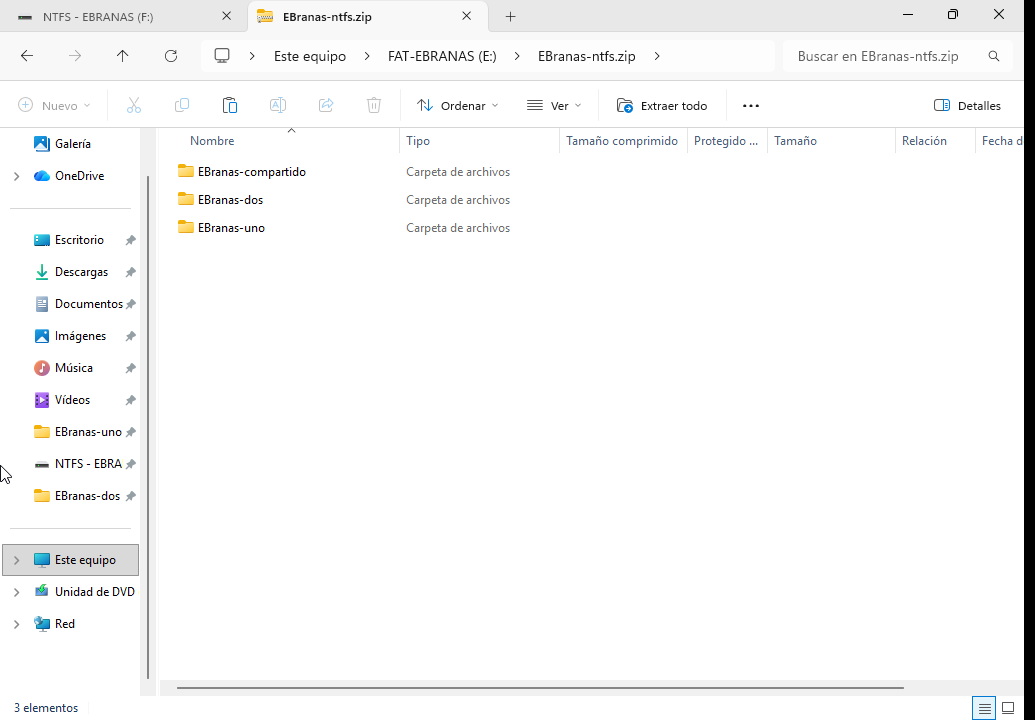 NTFS - EBRANAS (F:)
EBranas-ntfs.zip
Este equipo
FAT-EBRANAS (E:)
EBranas-ntfs.zip
Buscar en EBranas-ntfs.zip
Nuevo
Ordenar
Ver
Extraer todo
Detalles
Nombre
Tipo
Tamaño comprimido
Protegido ...
Tamaño
Relación
Fecha d
Galería
OneDrive
Escritorio
Descargas
Documentos
Imágenes
Música
Vídeos
EBranas-uno
NTFS - EBRA
EBranas-dos
Este equipo
Unidad de DVD
Red
EBranas-compartido Carpeta de archivos
EBranas-dos Carpeta de archivos
EBranas-uno Carpeta de archivos
3 elementos